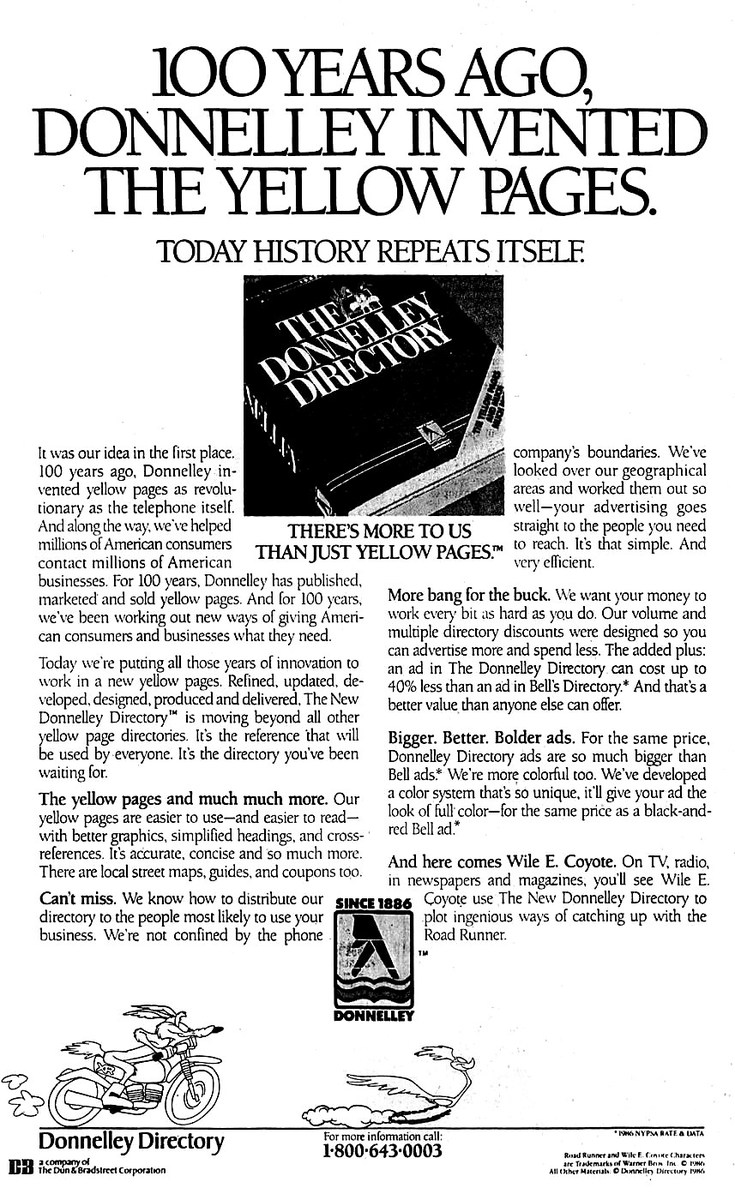 100 YEARS AGO,
DONNELLEY INVENTED
THE YELLOW PAGES.
TODAY HISTORY REPEATS ITSELF.
THE
DONNELLEY
DIRECTORY
THERE'S MORE TO US
THAN JUST YELLOW PAGES.™
It was our idea in the first place.
100 years ago, Donnelley in-
vented yellow pages as revolu-
tionary as the telephone itself.
And along the way, we've helped
millions of American consumers
contact millions of American
businesses. For 100 years, Donnelley has published,
marketed and sold yellow pages. And for 100 years,
we've been working out new ways of giving Ameri-
can consumers and businesses what they need.
Today we're putting all those years of innovation to
work in a new yellow pages. Refined, updated, de-
veloped, designed, produced and delivered, The New
Donnelley Directory™ is moving beyond all other
yellow page directories. It's the reference that will
be used by everyone. It's the directory you've been
waiting for.
The yellow pages and much much more. Our
yellow pages are easier to use—and easier to read—
with better graphics, simplified headings, and cross-
references. It's accurate, concise and so much more.
There are local street maps, guides, and coupons too.
Can't miss. We know how to distribute our
directory to the people most likely to use your
business. We're not confined by the phone
company's boundaries. We've
looked over our geographical
areas and worked them out so
well—your advertising goes
straight to the people you need
to reach. It's that simple. And
very efficient.
More bang for the buck. We want your money to
work every bit as hard as you do. Our volume and
multiple directory discounts were designed so you
can advertise more and spend less. The added plus:
an ad in The Donnelley Directory can cost up to
40% less than an ad in Bell's Directory.* And that's a
better value than anyone else can offer.
Bigger. Better. Bolder ads. For the same price,
Donnelley Directory ads are so much bigger than
Bell ads.* We're more colorful too. We've developed
a color system that's so unique, it'll give your ad the
look of full color—for the same price as a black-and-
red Bell ad.*
And here comes Wile E. Coyote. On TV, radio,
in newspapers and magazines, you'll see Wile E.
Coyote use The New Donnelley Directory to
plot ingenious ways of catching up with the
Road Runner.
SINCE 1886
DONNELLEY
™
Donnelley Directory
DB a company of
The Dun & Bradstreet Corporation
For more information call:
1·800·643·0003
*1986 NYPSA RATE & DATA
Road Runner and Wile E. Coyote Characters
are Trademarks of Warner Bros. Inc. © 1986
All Other Materials © Donnelley Directory 1986